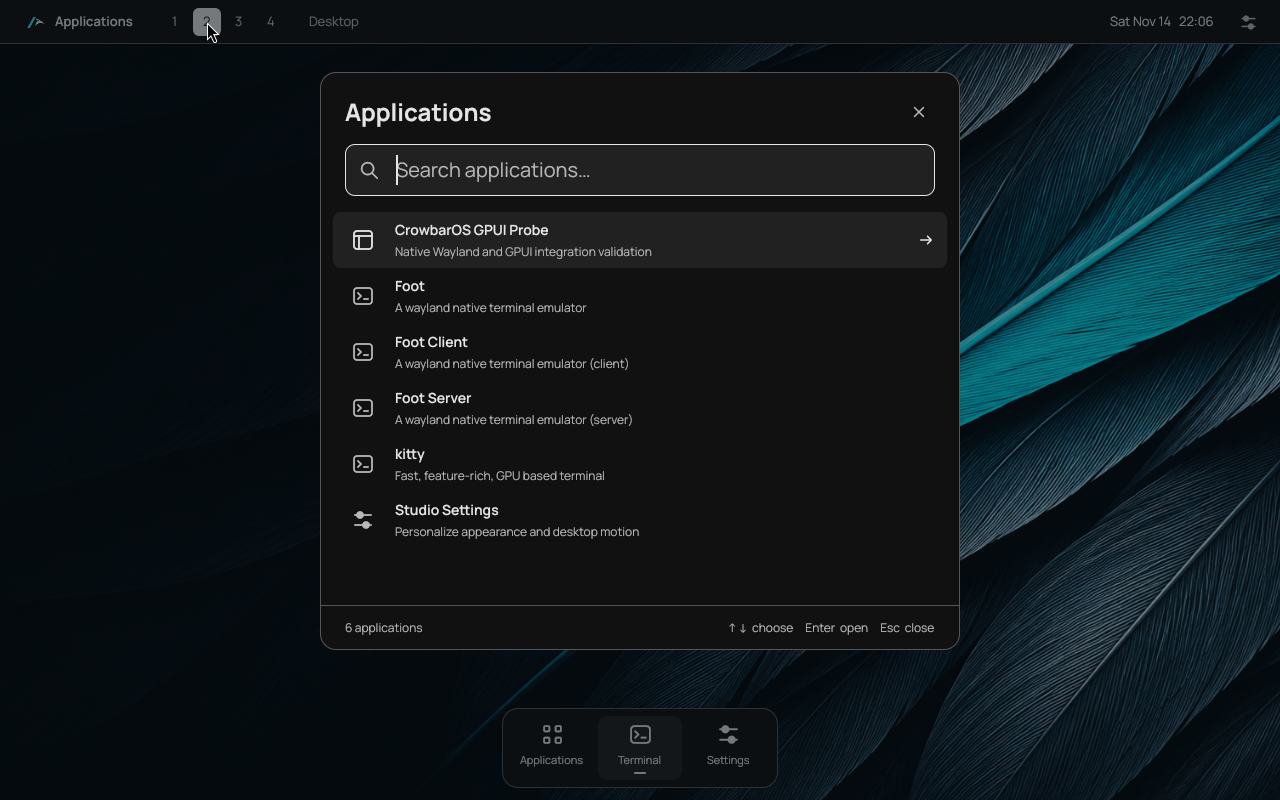 Applications 1 2 3 4 Desktop Sat Nov 14 22:06
Applications
Search applications...
CrowbarOS GPUI Probe
Native Wayland and GPUI integration validation
Foot
A wayland native terminal emulator
Foot Client
A wayland native terminal emulator (client)
Foot Server
A wayland native terminal emulator (server)
kitty
Fast, feature-rich, GPU based terminal
Studio Settings
Personalize appearance and desktop motion
6 applications ↑↓ choose Enter open Esc close
Applications Terminal Settings